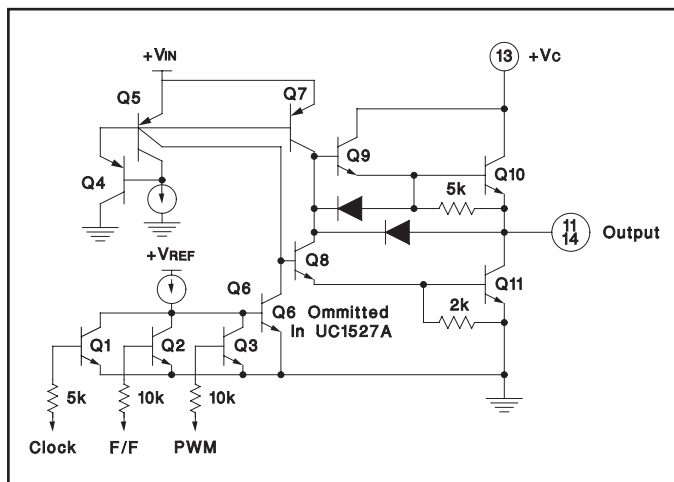 +VIN
13 +VC
Q5
Q7
Q9
Q4
Q10
5k
11
14 Output
Q8
+VREF
Q11
Q6
Q6 Ommitted
In UC1527A
2k
Q1 Q2 Q3
5k 10k 10k
Clock F/F PWM